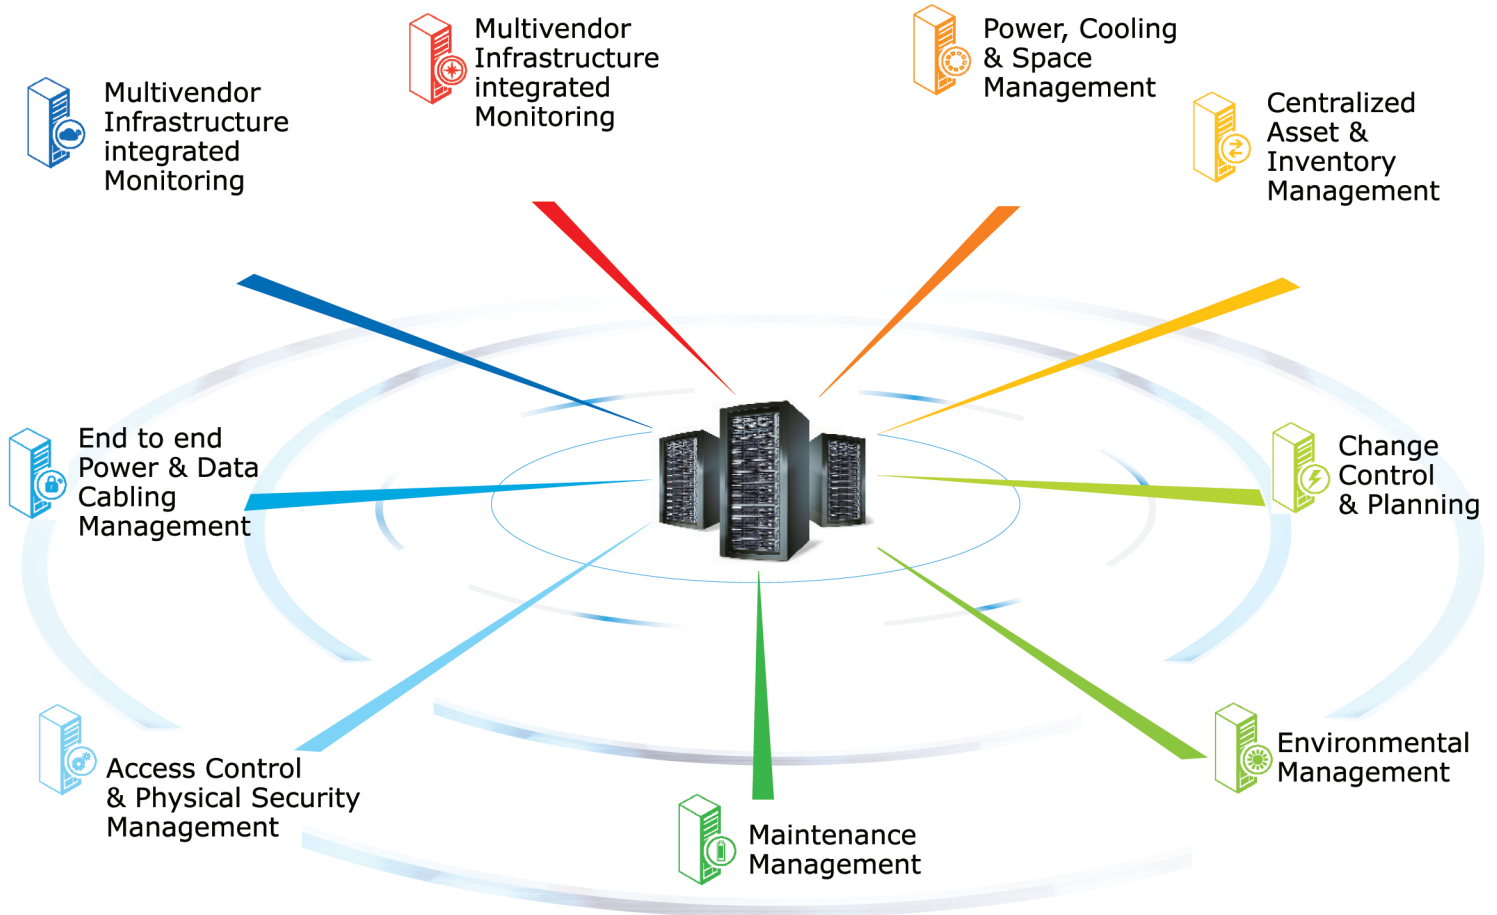 Multivendor
Infrastructure
integrated
Monitoring
Multivendor
Infrastructure
integrated
Monitoring
Power, Cooling
& Space
Management
Centralized
Asset &
Inventory
Management
End to end
Power & Data
Cabling
Management
Change
Control
& Planning
Access Control
& Physical Security
Management
Maintenance
Management
Environmental
Management